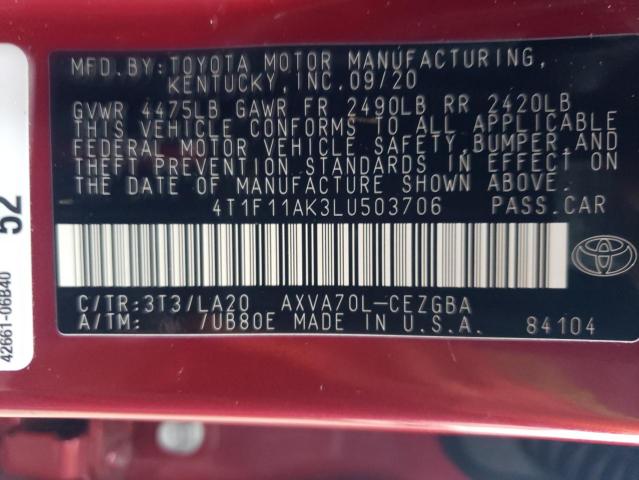 MFD.BY:TOYOTA MOTOR MANUFACTURING,
KENTUCKY,INC.09/20
GVWR 4475LB GAWR FR 2490LB RR 2420LB
THIS VEHICLE CONFORMS TO ALL APPLICABLE
FEDERAL MOTOR VEHICLE SAFETY,BUMPER,AND
THEFT PREVENTION STANDARDS IN EFFECT ON
THE DATE OF MANUFACTURE SHOWN ABOVE.
4T1F11AK3LU503706 PASS.CAR
C/TR:3T3/LA20 AXVA70L-CEZGBA
A/TM: /UB80E MADE IN U.S.A. 84104
52
42661-06B40